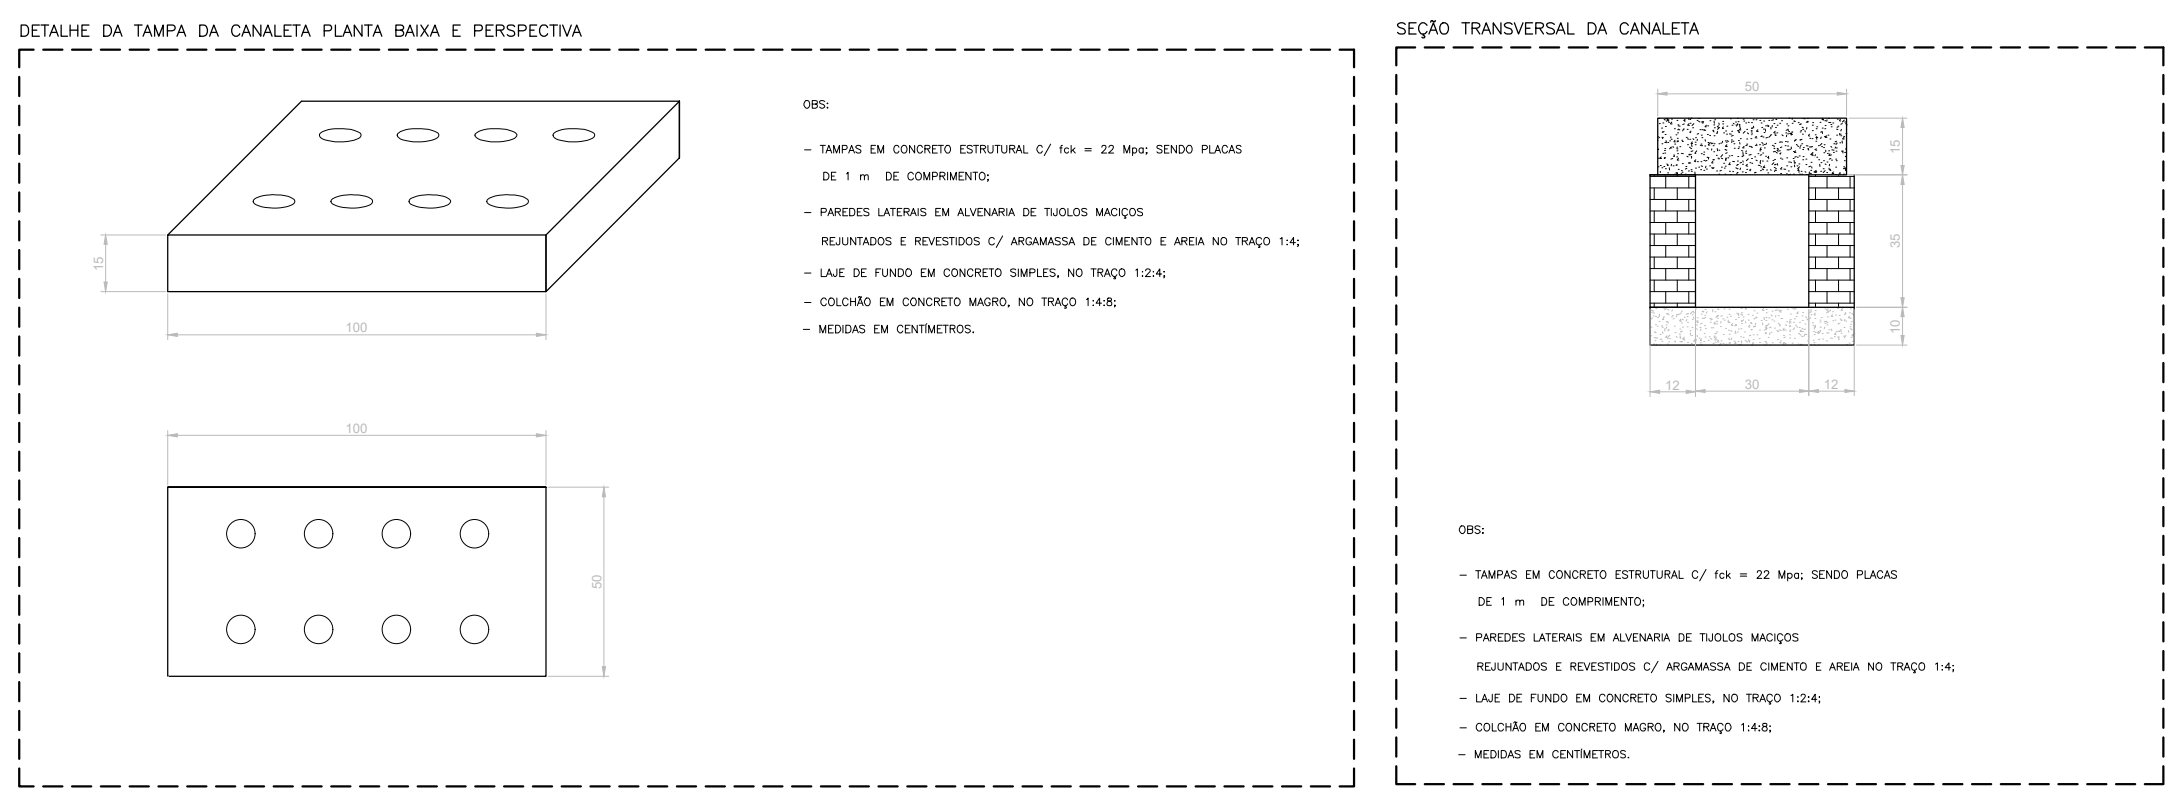 DETALHE DA TAMPA DA CANALETA PLANTA BAIXA E PERSPECTIVA
15
100
100
50
OBS:
– TAMPAS EM CONCRETO ESTRUTURAL C/ fck = 22 Mpa; SENDO PLACAS
DE 1 m DE COMPRIMENTO;
– PAREDES LATERAIS EM ALVENARIA DE TIJOLOS MACIÇOS
REJUNTADOS E REVESTIDOS C/ ARGAMASSA DE CIMENTO E AREIA NO TRAÇO 1:4;
– LAJE DE FUNDO EM CONCRETO SIMPLES, NO TRAÇO 1:2:4;
– COLCHÃO EM CONCRETO MAGRO, NO TRAÇO 1:4:8;
– MEDIDAS EM CENTÍMETROS.
SEÇÃO TRANSVERSAL DA CANALETA
50
15
35
10
12 30 12
OBS:
– TAMPAS EM CONCRETO ESTRUTURAL C/ fck = 22 Mpa; SENDO PLACAS
DE 1 m DE COMPRIMENTO;
– PAREDES LATERAIS EM ALVENARIA DE TIJOLOS MACIÇOS
REJUNTADOS E REVESTIDOS C/ ARGAMASSA DE CIMENTO E AREIA NO TRAÇO 1:4;
– LAJE DE FUNDO EM CONCRETO SIMPLES, NO TRAÇO 1:2:4;
– COLCHÃO EM CONCRETO MAGRO, NO TRAÇO 1:4:8;
– MEDIDAS EM CENTÍMETROS.